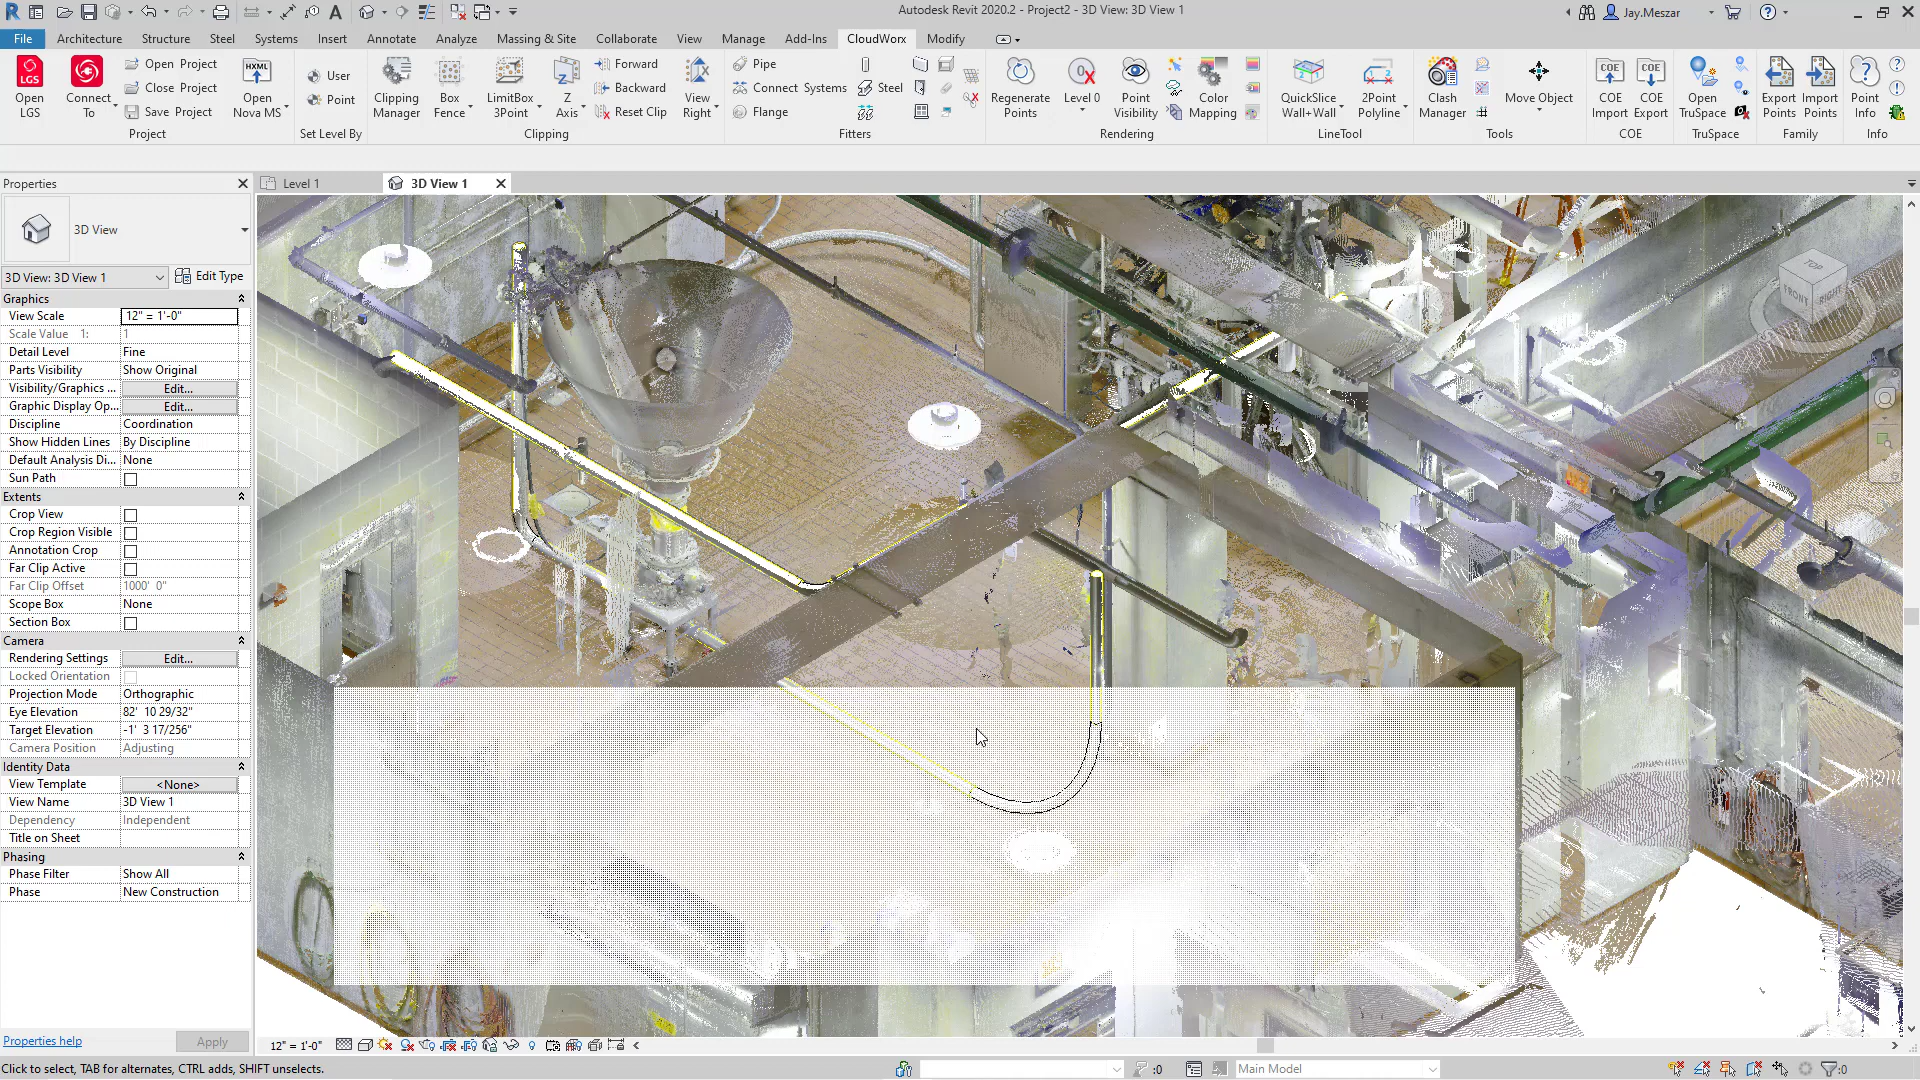 Autodesk Revit 2020.2 - Project2 - 3D View: 3D View 1
Jay.Meszar
File
Architecture
Structure
Steel
Systems
Insert
Annotate
Analyze
Massing & Site
Collaborate
View
Manage
Add-Ins
CloudWorx
Modify
Open LGS
Connect To
Open Project
Close Project
Save Project
Open Nova MS
Project
User
Point
Set Level By
Clipping Manager
Box Fence
LimitBox 3Point
Z Axis
Forward
Backward
Reset Clip
View Right
Clipping
Pipe
Connect Systems
Flange
Steel
Fitters
Regenerate Points
Level 0
Point Visibility
Color Mapping
Rendering
QuickSlice Wall+Wall
2Point Polyline
LineTool
Clash Manager
Move Object
Tools
COE Import
COE Export
COE
Open TruSpace
TruSpace
Export Points
Import Points
Family
Point Info
Info
Properties
Level 1
3D View 1
3D View
3D View: 3D View 1
Edit Type
Graphics
View Scale 12" = 1'-0"
Scale Value 1: 1
Detail Level Fine
Parts Visibility Show Original
Visibility/Graphics ... Edit...
Graphic Display Op... Edit...
Discipline Coordination
Show Hidden Lines By Discipline
Default Analysis Di... None
Sun Path
Extents
Crop View
Crop Region Visible
Annotation Crop
Far Clip Active
Far Clip Offset 1000' 0"
Scope Box None
Section Box
Camera
Rendering Settings Edit...
Locked Orientation
Projection Mode Orthographic
Eye Elevation 82' 10 29/32"
Target Elevation -1' 3 17/256"
Camera Position Adjusting
Identity Data
View Template <None>
View Name 3D View 1
Dependency Independent
Title on Sheet
Phasing
Phase Filter Show All
Phase New Construction
Properties help
Apply
TOP
FRONT
RIGHT
12" = 1'-0"
Click to select, TAB for alternates, CTRL adds, SHIFT unselects.
:0
Main Model
:0